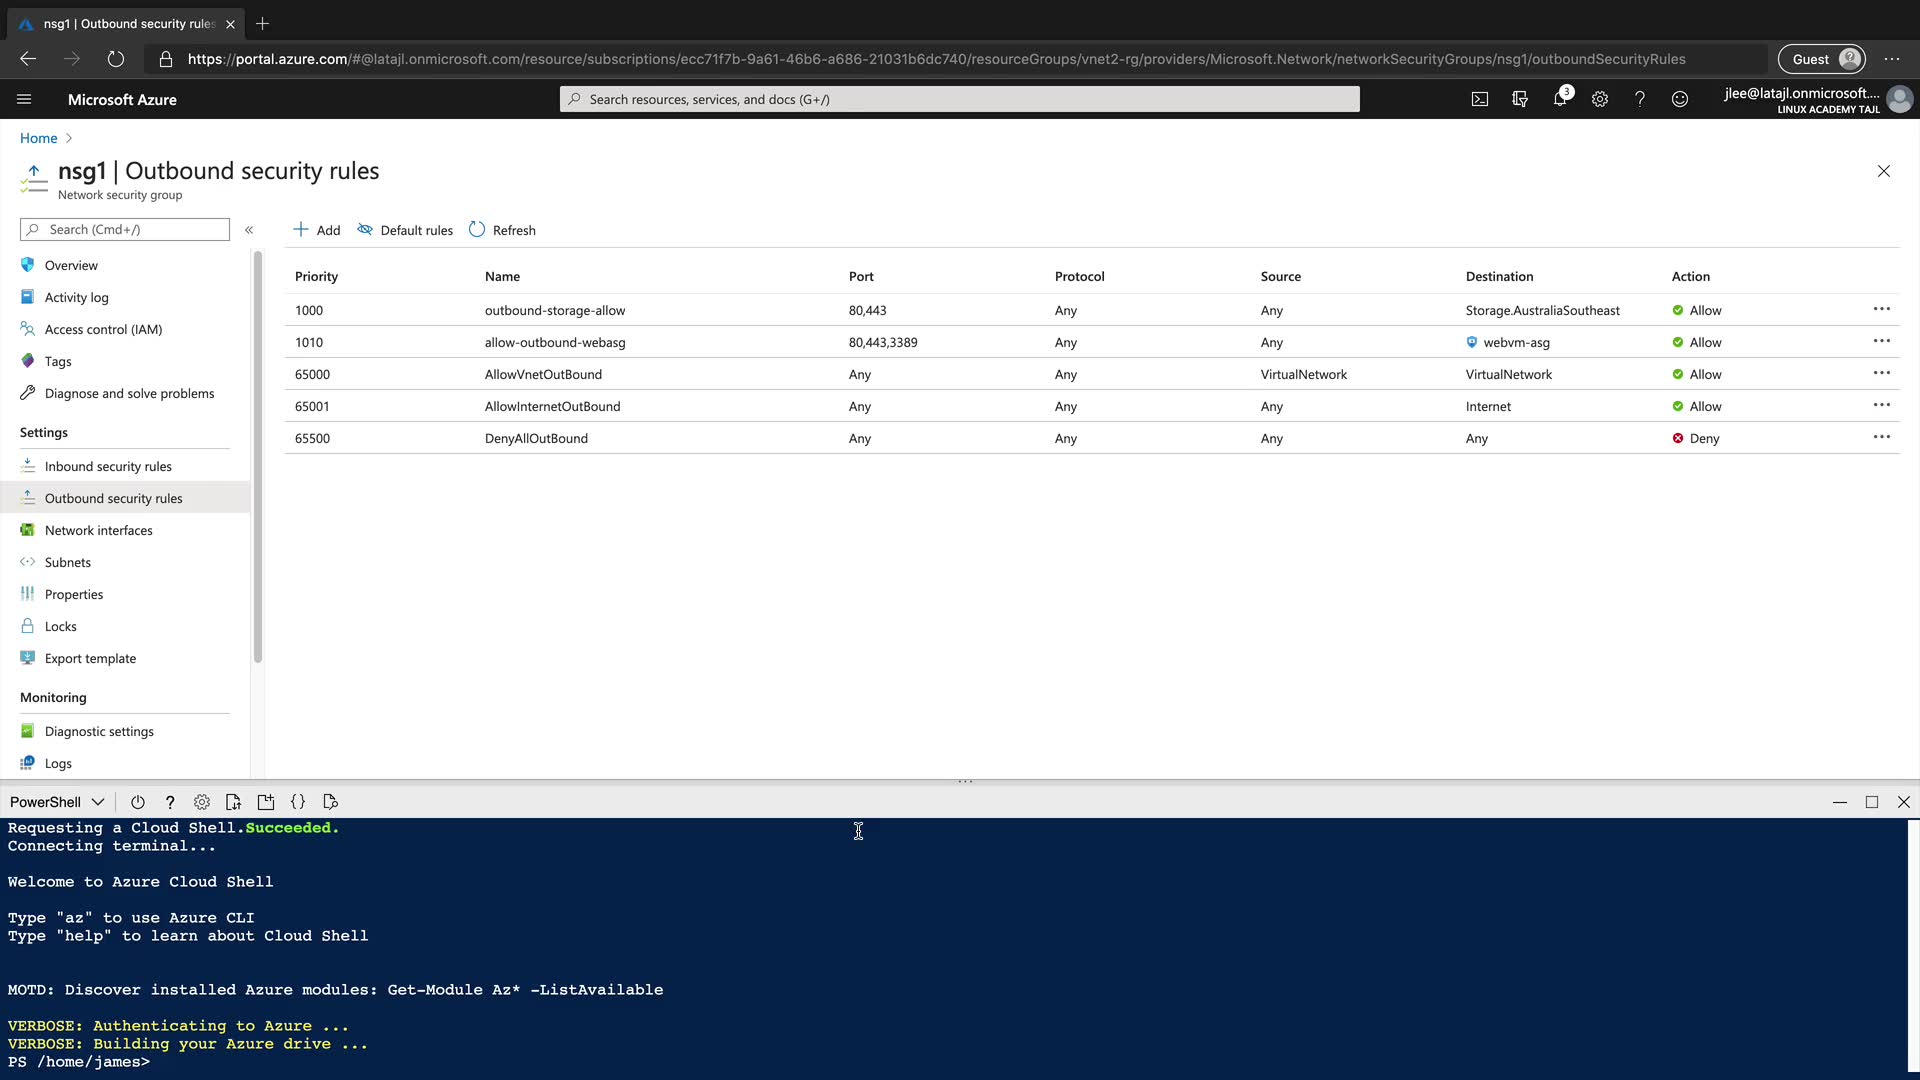 nsg1 | Outbound security rules
https://portal.azure.com/#@latajl.onmicrosoft.com/resource/subscriptions/ecc71f7b-9a61-46b6-a686-21031b6dc740/resourceGroups/vnet2-rg/providers/Microsoft.Network/networkSecurityGroups/nsg1/outboundSecurityRules
Guest
Microsoft Azure
Search resources, services, and docs (G+/)
3
jlee@latajl.onmicrosoft....
LINUX ACADEMY TAJL
Home
nsg1 | Outbound security rules
Network security group
Search (Cmd+/)
Add Default rules Refresh
Overview
Activity log
Access control (IAM)
Tags
Diagnose and solve problems
Settings
Inbound security rules
Outbound security rules
Network interfaces
Subnets
Properties
Locks
Export template
Monitoring
Diagnostic settings
Logs
Priority Name Port Protocol Source Destination Action
1000 outbound-storage-allow 80,443 Any Any Storage.AustraliaSoutheast Allow
1010 allow-outbound-webasg 80,443,3389 Any Any webvm-asg Allow
65000 AllowVnetOutBound Any Any VirtualNetwork VirtualNetwork Allow
65001 AllowInternetOutBound Any Any Any Internet Allow
65500 DenyAllOutBound Any Any Any Any Deny
PowerShell
Requesting a Cloud Shell.Succeeded.
Connecting terminal...
Welcome to Azure Cloud Shell
Type "az" to use Azure CLI
Type "help" to learn about Cloud Shell
MOTD: Discover installed Azure modules: Get-Module Az* -ListAvailable
VERBOSE: Authenticating to Azure ...
VERBOSE: Building your Azure drive ...
PS /home/james>